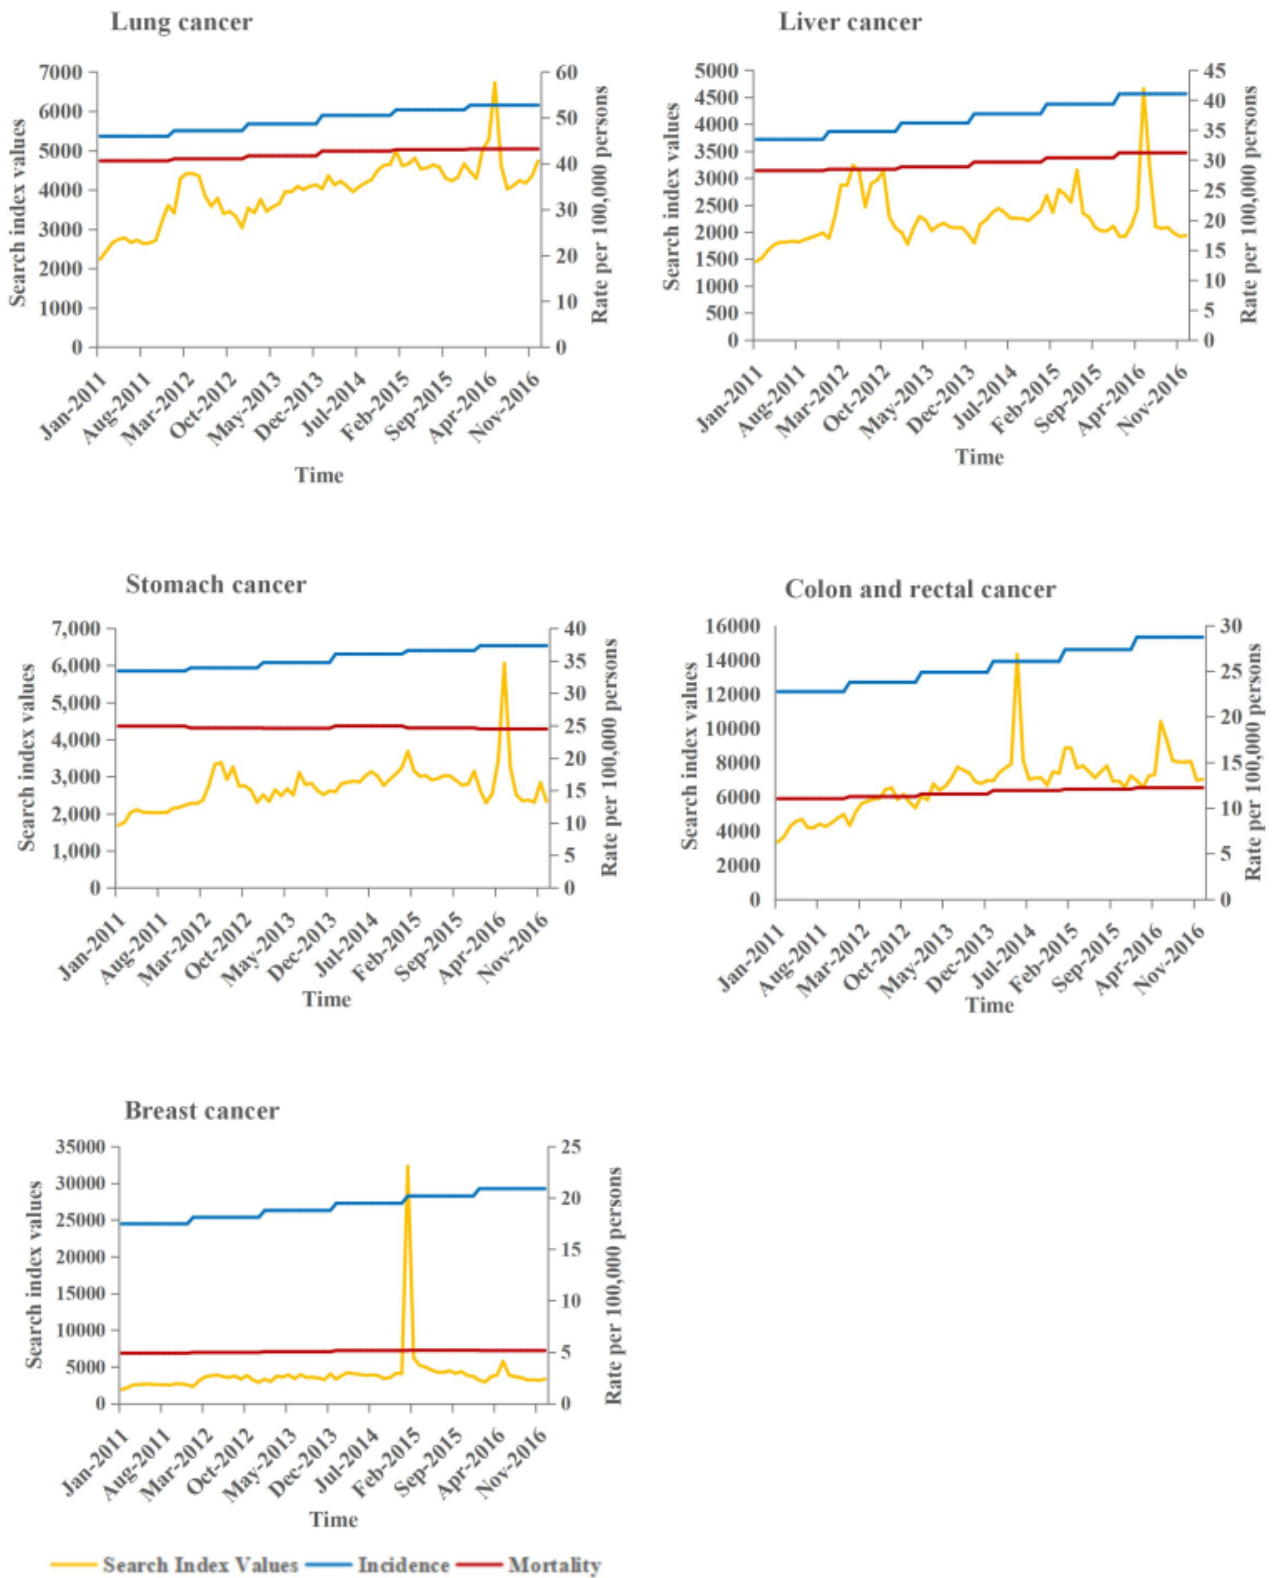 Lung cancer
Search index values
7000
6000
5000
4000
3000
2000
1000
0
60
50
40
30
20
10
0
Rate per 100,000 persons
Jan-2011
Aug-2011
Mar-2012
Oct-2012
May-2013
Dec-2013
Jul-2014
Feb-2015
Sep-2015
Apr-2016
Nov-2016
Time
Liver cancer
Search index values
5000
4500
4000
3500
3000
2500
2000
1500
1000
500
0
45
40
35
30
25
20
15
10
5
0
Rate per 100,000 persons
Jan-2011
Aug-2011
Mar-2012
Oct-2012
May-2013
Dec-2013
Jul-2014
Feb-2015
Sep-2015
Apr-2016
Nov-2016
Time
Stomach cancer
Search index values
7,000
6,000
5,000
4,000
3,000
2,000
1,000
0
40
35
30
25
20
15
10
5
0
Rate per 100,000 persons
Jan-2011
Aug-2011
Mar-2012
Oct-2012
May-2013
Dec-2013
Jul-2014
Feb-2015
Sep-2015
Apr-2016
Nov-2016
Time
Colon and rectal cancer
Search index values
16000
14000
12000
10000
8000
6000
4000
2000
0
30
25
20
15
10
5
0
Rate per 100,000 persons
Jan-2011
Aug-2011
Mar-2012
Oct-2012
May-2013
Dec-2013
Jul-2014
Feb-2015
Sep-2015
Apr-2016
Nov-2016
Time
Breast cancer
Search index values
35000
30000
25000
20000
15000
10000
5000
0
25
20
15
10
5
0
Rate per 100,000 persons
Jan-2011
Aug-2011
Mar-2012
Oct-2012
May-2013
Dec-2013
Jul-2014
Feb-2015
Sep-2015
Apr-2016
Nov-2016
Time
Search Index Values Incidence Mortality